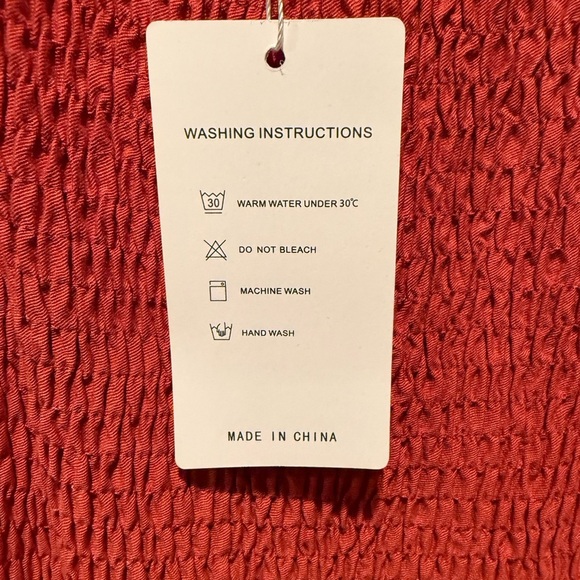 WASHING INSTRUCTIONS
30 WARM WATER UNDER 30℃
DO NOT BLEACH
MACHINE WASH
HAND WASH
MADE IN CHINA